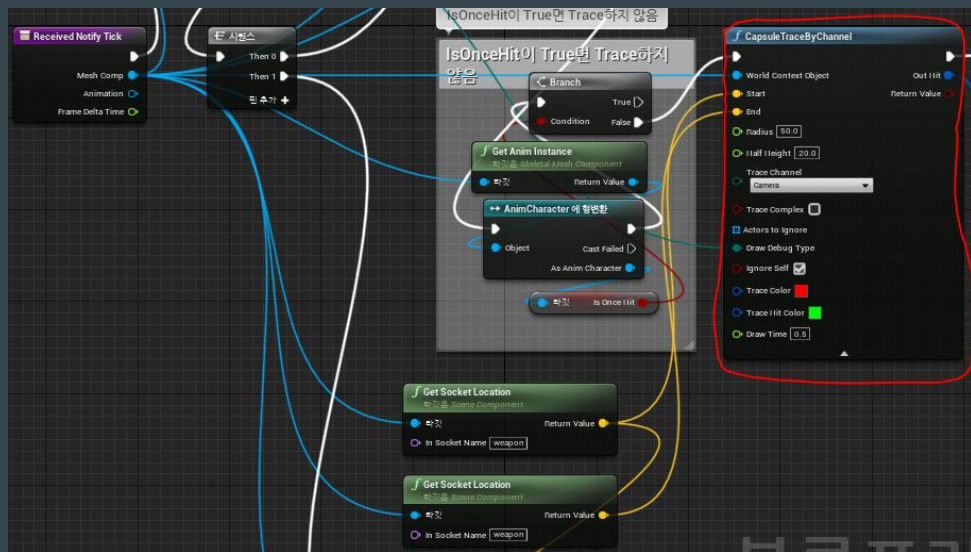 IsOnceHit이 True면 Trace하지 않음
Received Notify Tick
Mesh Comp
Animation
Frame Delta Time
시퀀스
Then 0
Then 1
핀 추가
IsOnceHit이 True면 Trace하지
않음
Branch
True
Condition
False
Get Anim Instance
타깃은 Skeletal Mesh Component
타깃
Return Value
AnimCharacter 에 형변환
Object
Cast Failed
As Anim Character
타깃
Is Once Hit
Get Socket Location
타깃은 Scene Component
타깃
Return Value
In Socket Name
weapon
Get Socket Location
타깃은 Scene Component
타깃
Return Value
In Socket Name
weapon
CapsuleTraceByChannel
World Context Object
Out Hit
Start
Return Value
End
Radius
50.0
Half Height
20.0
Trace Channel
Camera
Trace Complex
Actors to Ignore
Draw Debug Type
Ignore Self
Trace Color
Trace Hit Color
Draw Time
0.5